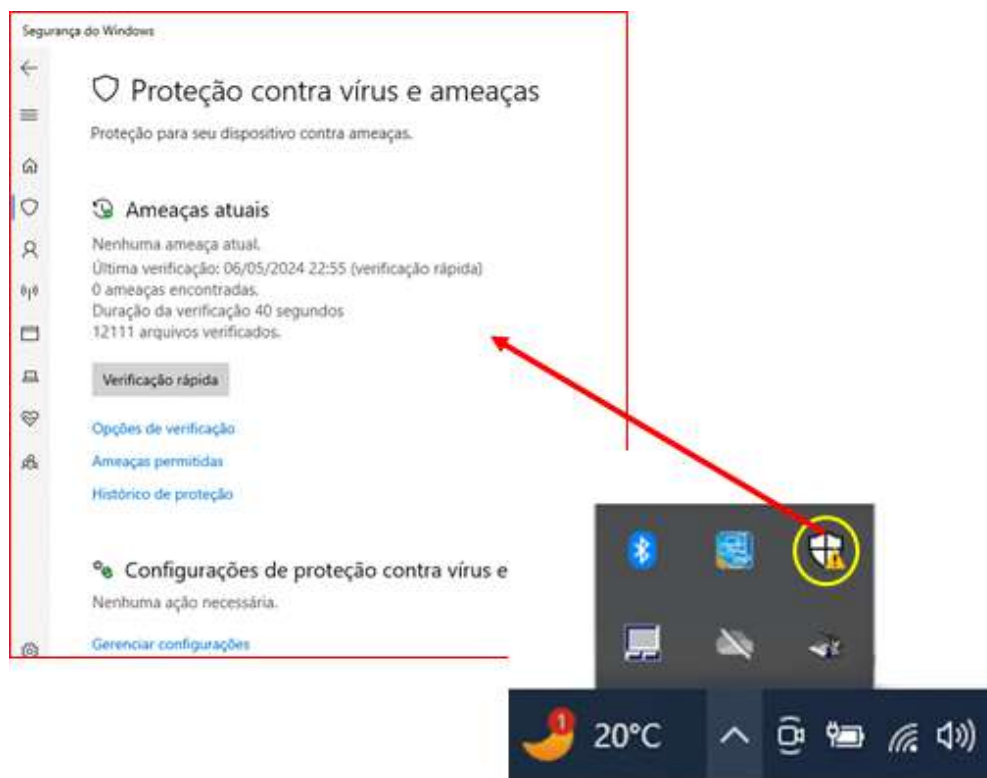 Segurança do Windows
Proteção contra vírus e ameaças
Proteção para seu dispositivo contra ameaças.
Ameaças atuais
Nenhuma ameaça atual.
Última verificação: 06/05/2024 22:55 (verificação rápida)
0 ameaças encontradas.
Duração da verificação 40 segundos
12111 arquivos verificados.
Verificação rápida
Opções de verificação
Ameaças permitidas
Histórico de proteção
Configurações de proteção contra vírus e
Nenhuma ação necessária.
Gerenciar configurações
1
20°C